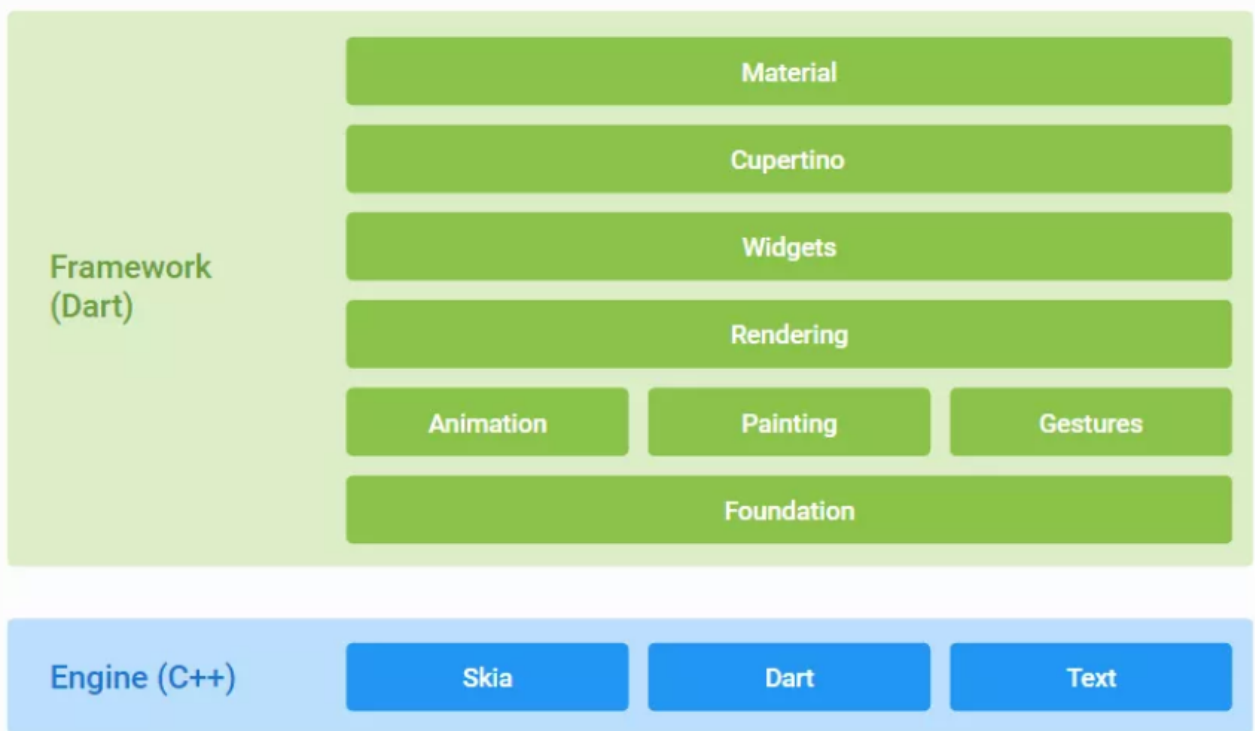 Material
Cupertino
Widgets
Framework
(Dart)
Rendering
Animation Painting Gestures
Foundation
Engine (C++) Skia Dart Text